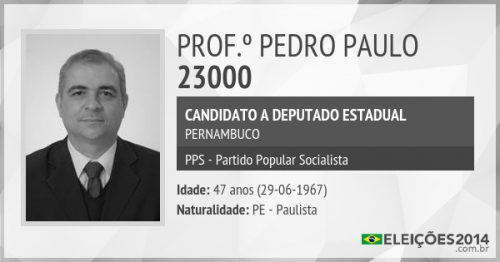 PROF.º PEDRO PAULO
23000
CANDIDATO A DEPUTADO ESTADUAL
PERNAMBUCO
PPS - Partido Popular Socialista
Idade: 47 anos (29-06-1967)
Naturalidade: PE - Paulista
ELEIÇÕES2014
.com.br